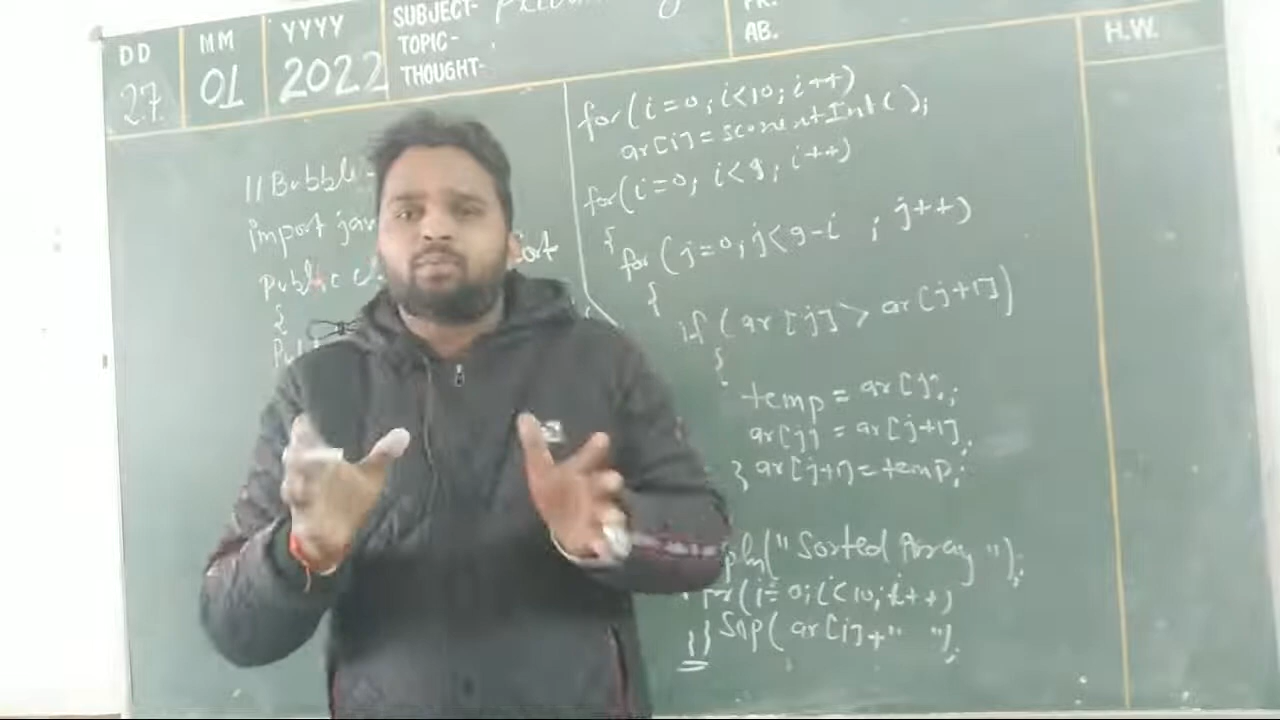 DD MM YYYY SUBJECT-
TOPIC-
THOUGHT-
27 01 2022
AB.
H.W.
//Bubble
import jav
Public cl
{
for(i=0;i<10;i++)
ar[i]=sc.nextInt();
for(i=0; i<9; i++)
{
for(j=0;j<9-i ; j++)
{
if(ar[j]>ar[j+1])
{
temp=ar[j];
ar[j]=ar[j+1];
} ar[j+1]=temp;
pln("Sorted Array");
for(i=0;i<10;i++)
}} Sop(ar[i]+" ");